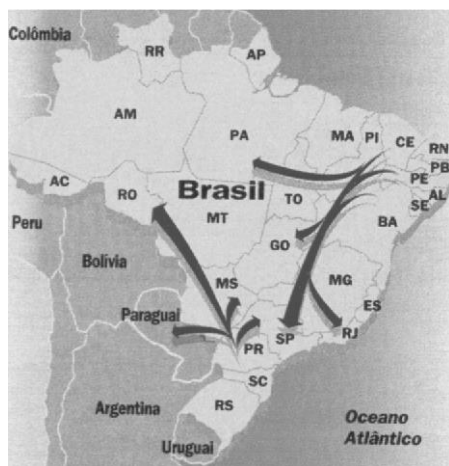 Colômbia
RR
AP
AM
PA
MA
PI
CE
RN
PB
PE
AL
SE
AC
RO
Brasil
TO
BA
Peru
MT
GO
Bolívia
MG
MS
ES
Paraguai
SP
RJ
PR
SC
Argentina
RS
Oceano
Atlântico
Uruguai